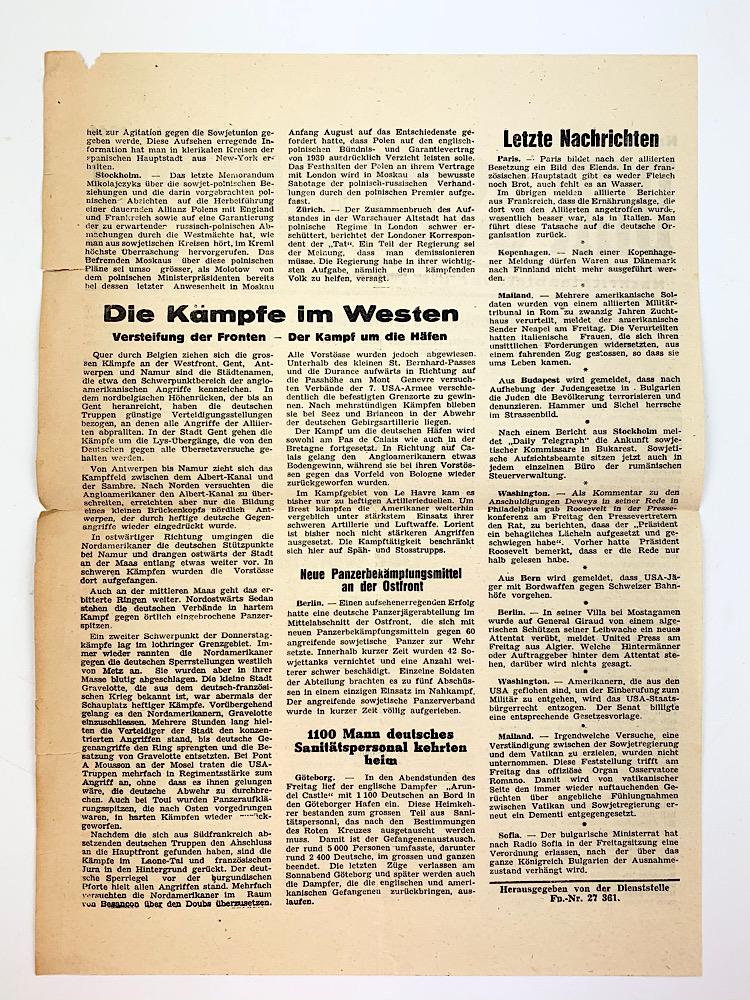 heit zur Agitation gegen die Sowjetunion ge-
geben werde. Diese Aufsehen erregende In-
formation hat man in klerikalen Kreisen der
spanischen Hauptstadt aus New-York er-
halten.
Stockholm. — Das letzte Memorandum
Mikolajczyks über die sowjet-polnischen Be-
ziehungen und die darin vorgebrachten pol-
nischen Absichten auf die Herbeiführung
einer dauernden Allianz Polens mit England
und Frankreich sowie auf eine Garantierung
der zu erwartender russisch-polnischen Ab-
machungen durch die Westmächte hat, wie
man aus sowjetischen Kreisen hört, im Kreml
höchste Überraschung hervorgerufen. Das
Befremden Moskaus über diese polnischen
Pläne sei umso grösser, als Molotow von
dem polnischen Ministerpräsidenten bereits
bei dessen letzter Anwesenheit in Moskau
Anfang August auf das Entschiedenste ge-
fordert hatte, dass Polen auf den englisch-
polnischen Bündnis- und Garantievertrag
von 1939 ausdrücklich Verzicht leisten solle.
Das Festhalten der Polen an ihrem Vertrage
mit London wird in Moskau als bewusste
Sabotage der polnisch-russischen Verhand-
lungen durch den polnischen Premier aufge-
fasst.
Zürich. — Der Zusammenbruch des Auf-
standes in der Warschauer Altstadt hat das
polnische Regime in London schwer er-
schüttert, berichtet der Londoner Korrespon-
dent der „Tat“. Ein Teil der Regierung sei
der Meinung, dass man demissionieren
müsse. Die Regierung habe in ihrer wichtig-
sten Aufgabe, nämlich dem kämpfenden
Volk zu helfen, versagt.
Die Kämpfe im Westen
Versteifung der Fronten – Der Kampf um die Häfen
Quer durch Belgien ziehen sich die gros-
sen Kämpfe an der Westfront. Gent, Ant-
werpen und Namur sind die Städtenamen,
die etwa den Schwerpunktbereich der anglo-
amerikanischen Angriffe kennzeichen. In
dem nordbelgischen Höhenrücken, der bis an
Gent heranreicht, haben die deutschen
Truppen günstige Verteidigungsstellungen
bezogen, an denen alle Angriffe der Alliier-
ten abprallten. In der Stadt Gent gehen die
Kämpfe um die Lys-Übergänge, die von den
Deutschen gegen alle Übersetzversuche ge-
halten werden.
Von Antwerpen bis Namur zieht sich das
Kampffeld zwischen dem Albert-Kanal und
der Sambre. Nach Norden versuchten die
Angloamerikaner den Albert-Kanal zu über-
schreiten, erreichten aber nur die Bildung
eines kleinen Brückenkopfs nördlich Ant-
werpen, der durch heftige deutsche Gegen-
angriffe wieder eingedrückt wurde.
In ostwärtiger Richtung umgingen die
Nordamerikaner die deutschen Stützpunkte
bei Namur und drangen ostwärts der Stadt
an der Maas entlang etwas weiter vor. In
schweren Kämpfen wurden die Vorstösse
dort aufgefangen.
Auch an der mittleren Maas geht das er-
bitterte Ringen weiter. Nordostwärts Sedan
stehen die deutschen Verbände in hartem
Kampf gegen örtlich eingebrochene Panzer-
spitzen.
Ein zweiter Schwerpunkt der Donnerstag-
kämpfe lag im lothringer Grenzgebiet. Im-
mer wieder rannten die Nordamerikaner
gegen die deutschen Sperrstellungen westlich
von Metz an. Sie wurden aber in ihrer
Masse blutig abgeschlagen. Die kleine Stadt
Gravelotte, die aus dem deutsch-französi-
schen Krieg bekannt ist, war abermals der
Schauplatz heftiger Kämpfe. Vorübergehend
gelang es den Nordamerikanern, Gravelotte
einzuschliessen. Mehrere Stunden lang hiel-
ten die Verteidiger der Stadt den konzen-
trierten Angriffen stand, bis deutsche Ge-
genangriffe den Ring sprengten und die Be-
satzung von Gravelotte entsetzten. Bei Pont
A Mousson an der Mosel traten die USA-
Truppen mehrfach in Regimentsstärke zum
Angriff an, ohne dass es ihnen gelungen
wäre, die deutsche Abwehr zu durchbre-
chen. Auch bei Toul wurden Panzeraufklä-
rungsspitzen, die nach Osten vorgedrungen
waren, in harten Kämpfen wieder
geworfen.
Nachdem die sich aus Südfrankreich ab-
setzenden deutschen Truppen den Anschluss
an die Hauptfront gefunden haben, sind die
Kämpfe im Laone-Tal und französischen
Jura in den Hintergrund gerückt. Der deut-
sche Sperriegel vor der burgundischen
Pforte hielt allen Angriffen stand. Mehrfach
versuchten die Nordamerikaner im Raum
von Besançon über den Doubs überzusetzen.
Alle Vorstösse wurden jedoch abgewiesen.
Unterhalb des kleinen St. Bernhard-Passes
und die Durance aufwärts in Richtung auf
die Passhöhe am Mont Genevre versuch-
ten Verbände der 7. USA-Armee verschie-
dentlich die befestigten Grenzorte zu gewin-
nen. Nach mehrstündigen Kämpfen blieben
sie bei Seez und Briancon in der Abwehr
der deutschen Gebirgsartillerie liegen.
Der Kampf um die deutschen Häfen wird
sowohl am Pas de Calais wie auch in der
Bretagne fortgesetzt. In Richtung auf Ca-
lais gelang den Angloamerikanern etwas
Bodengewinn, während sie bei ihren Vorstös-
sen gegen das Vorfeld von Bologne wieder
zurückgeworfen wurden.
Im Kampfgebiet von Le Havre kam es
bisher nur zu heftigen Artillerieduellen. Um
Brest kämpfen die Amerikaner weiterhin
vergeblich unter stärkstem Einsatz ihrer
schweren Artillerie und Luftwaffe. Lorient
ist bisher noch nicht stärkeren Angriffen
ausgesetzt. Die Kampftätigkeit beschränkt
sich hier auf Späh- und Stosstrupps.
Neue Panzerbekämpfungsmittel
an der Ostfront
Berlin. — Einen aufsehenerregenden Erfolg
hatte eine deutsche Panzerjägerabteilung im
Mittelabschnitt der Ostfront, die sich mit
neuen Panzerbekämpfungsmitteln gegen 60
angreifende sowjetische Panzer zur Wehr
setzte. Innerhalb kurzer Zeit wurden 42 So-
wjettanks vernichtet und eine Anzahl wei-
terer schwer beschädigt. Einzelne Soldaten
der Abteilung brachten es zu fünf Abschüs-
sen in einem einzigen Einsatz im Nahkampf.
Der angreifende sowjetische Panzerverband
wurde in kurzer Zeit völlig aufgerieben.
1100 Mann deutsches
Sanitätspersonal kehrten
heim
Göteborg. — In den Abendstunden des
Freitag lief der englische Dampfer „Arun-
del Castle“ mit 1 100 Deutschen an Bord in
den Göteborger Hafen ein. Diese Heimkeh-
rer bestanden zum grossen Teil aus Sani-
tätspersonal, das nach den Bestimmungen
des Roten Kreuzes ausgetauscht werden
muss. Damit ist der Gefangenenaustausch,
der rund 5 000 Personen umfasste, darunter
rund 2 400 Deutsche, im grossen und ganzen
beendet. Die letzten Züge verlassen am
Sonnabend Göteborg und später werden auch
die Dampfer, die die englischen und ameri-
kanischen Gefangenen zurückbringen, aus-
laufen.
Letzte Nachrichten
Paris. — Paris bildet nach der alliierten
Besetzung ein Bild des Elends. In der fran-
zösischen Hauptstadt gibt es weder Fleisch
noch Brot, auch fehlt es an Wasser.
Im übrigen melden alliierte Berichter
aus Frankreich, dass die Ernährungslage, die
dort von den Alliierten angetroffen wurde,
wesentlich besser war, als in Italien. Man
führt diese Tatsache auf die deutsche Or-
ganisation zurück.
*
Kopenhagen. — Nach einer Kopenhage-
ner Meldung dürfen Waren aus Dänemark
nach Finnland nicht mehr ausgeführt wer-
den.
*
Mailand. — Mehrere amerikanische Sol-
daten wurden von einem alliierten Militär-
tribunal in Rom zu zwanzig Jahren Zucht-
haus verurteilt, meldet der amerikanische
Sender Neapel am Freitag. Die Verurteilten
hatten italienische Frauen, die sich ihren
unsittlichen Forderungen widersetzten, aus
einem fahrenden Zug gestossen, so dass sie
ums Leben kamen.
*
Aus Budapest wird gemeldet, dass nach
Aufhebung der Judengesetze in Bulgarien
die Juden die Bevölkerung terrorisieren und
denunzieren. Hammer und Sichel herrsche
im Strassenbild.
*
Nach einem Bericht aus Stockholm mel-
det „Daily Telegraph“ die Ankunft sowje-
tischer Kommissare in Bukarest. Sowjeti-
sche Aufsichtsbeamte sitzen jetzt auch in
jedem einzelnen Büro der rumänischen
Steuerverwaltung.
*
Washington. — Als Kommentar zu den
Anschuldigungen Deweys in seiner Rede in
Philadelphia gab Roosevelt in der Presse-
konferenz am Freitag den Pressevertretern
den Rat, zu berichten, dass der „Präsident
ein behagliches Lächeln aufgesetzt und ge-
schwiegen habe“. Vorher hatte Präsident
Roosevelt bemerkt, dass er die Rede nur
halb gelesen habe.
*
Aus Bern wird gemeldet, dass USA-Jä-
ger mit Bordwaffen gegen Schweizer Bahn-
höfe vorgehen.
*
Berlin. — In seiner Villa bei Mostagamen
wurde auf General Giraud von einem alge-
rischen Schützen seiner Leibwache ein neues
Attentat verübt, meldet United Press am
Freitag aus Algier. Welche Hintermänner
oder Auftraggeber hinter dem Attentat ste-
hen, darüber wird nichts gesagt.
*
Washington. — Amerikanern, die aus den
USA geflohen sind, um der Einberufung zum
Militär zu entgehen, wird das USA-Staats-
bürgerrecht entzogen. Der Senat billigte
eine entsprechende Gesetzesvorlage.
*
Mailand. — Irgendwelche Versuche, eine
Verständigung zwischen der Sowjetregierung
und dem Vatikan zu erzielen, wurden nicht
unternommen. Diese Feststellung trifft am
Freitag das offiziöse Organ Osservatore
Romano. Damit wird von vatikanischer
Seite den immer wieder auftauchenden Ge-
rüchten über angebliche Fühlungnahmen
zwischen Vatikan und Sowjetregierung er-
neut ein Dementi entgegengesetzt.
*
Sofia. — Der bulgarische Ministerrat hat
nach Radio Sofia in der Freitagsitzung eine
Verordnung erlassen, nach der über das
ganze Königreich Bulgarien der Ausnahme-
zustand verhängt wird.
Herausgegeben von der Dienststelle
Fp.-Nr. 27 361.